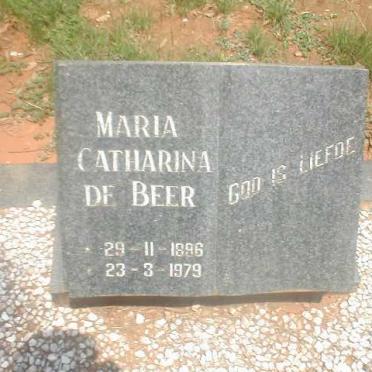 MARIA
CATHARINA
DE BEER
29-11-1896
23-3-1979
GOD IS LIEFDE